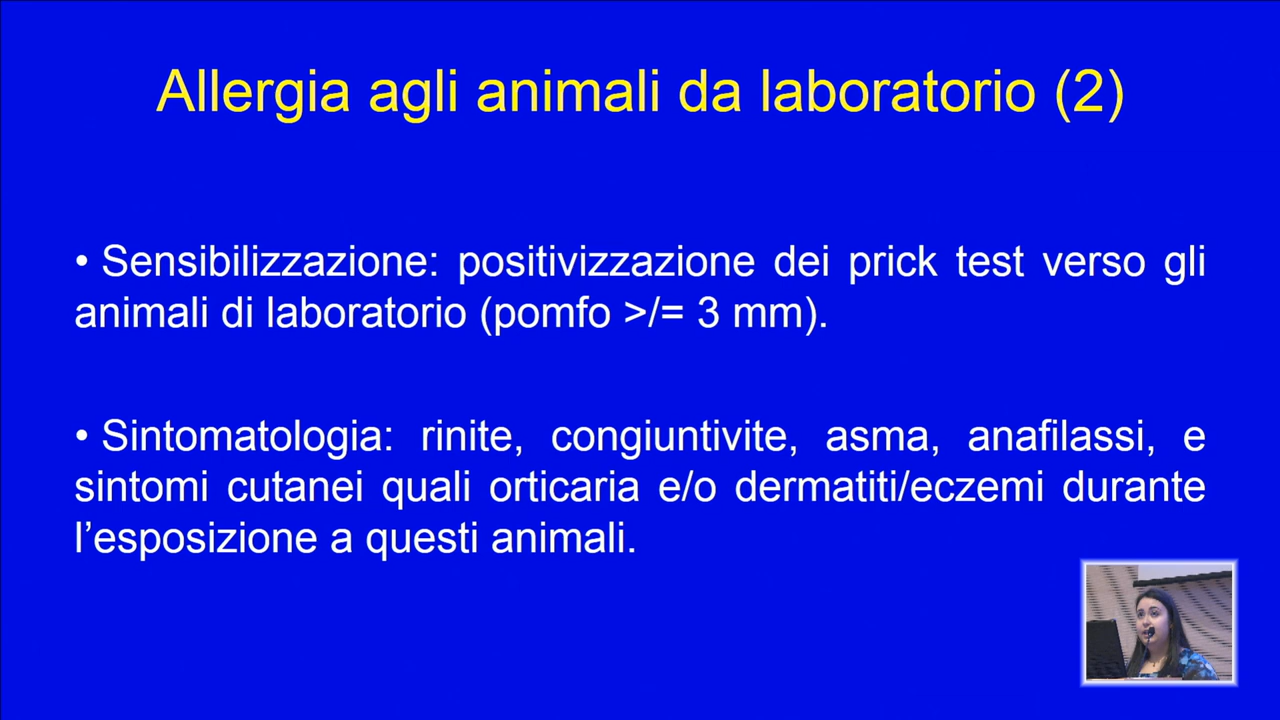 Allergia agli animali da laboratorio (2)
• Sensibilizzazione: positivizzazione dei prick test verso gli
animali di laboratorio (pomfo >/= 3 mm).
• Sintomatologia: rinite, congiuntivite, asma, anafilassi, e
sintomi cutanei quali orticaria e/o dermatiti/eczemi durante
l’esposizione a questi animali.